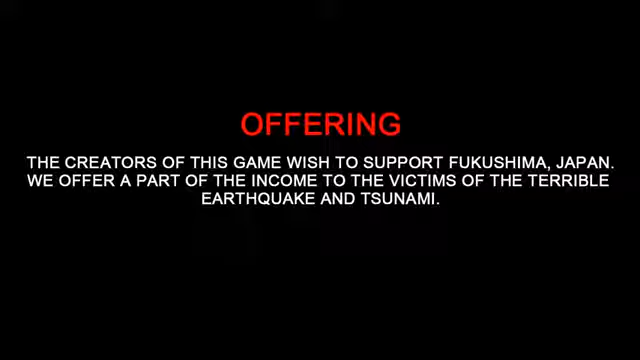 OFFERING
THE CREATORS OF THIS GAME WISH TO SUPPORT FUKUSHIMA, JAPAN.
WE OFFER A PART OF THE INCOME TO THE VICTIMS OF THE TERRIBLE
EARTHQUAKE AND TSUNAMI.